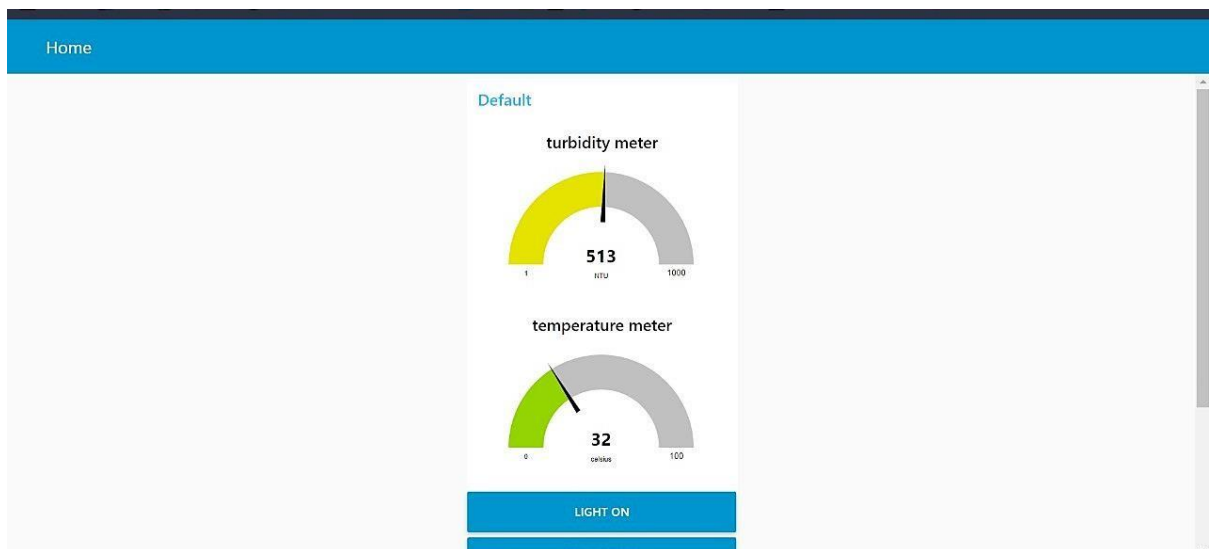 Home
Default
turbidity meter
513
NTU
1
1000
temperature meter
32
celsius
0
100
LIGHT ON